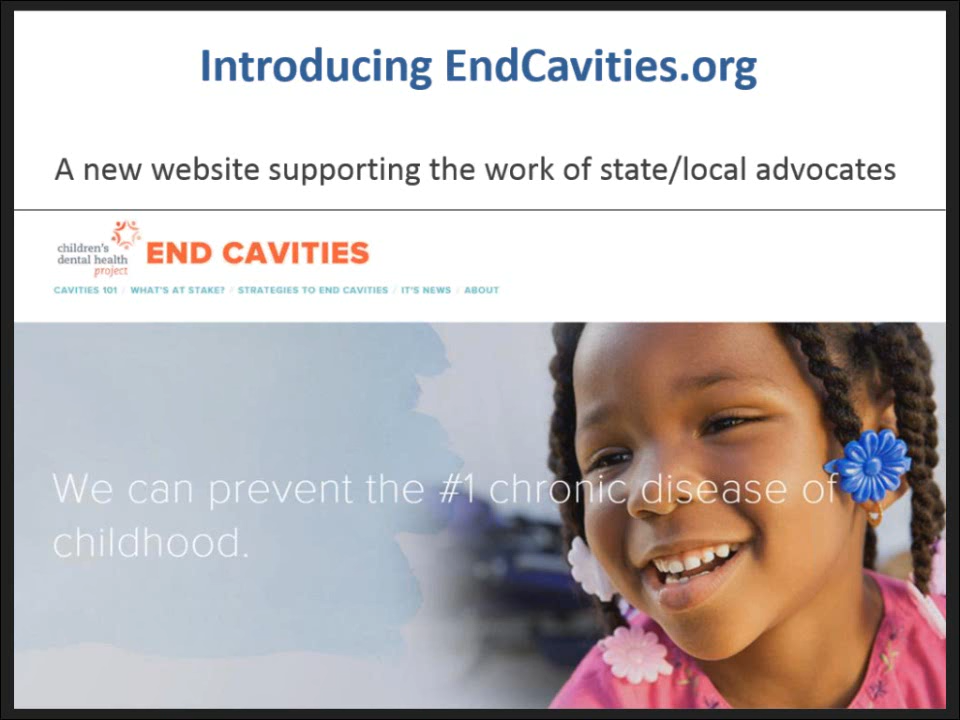 Introducing EndCavities.org
A new website supporting the work of state/local advocates
children's
dental health
project
END CAVITIES
CAVITIES 101 / WHAT'S AT STAKE? / STRATEGIES TO END CAVITIES / IT'S NEWS / ABOUT
We can prevent the #1 chronic disease of
childhood.